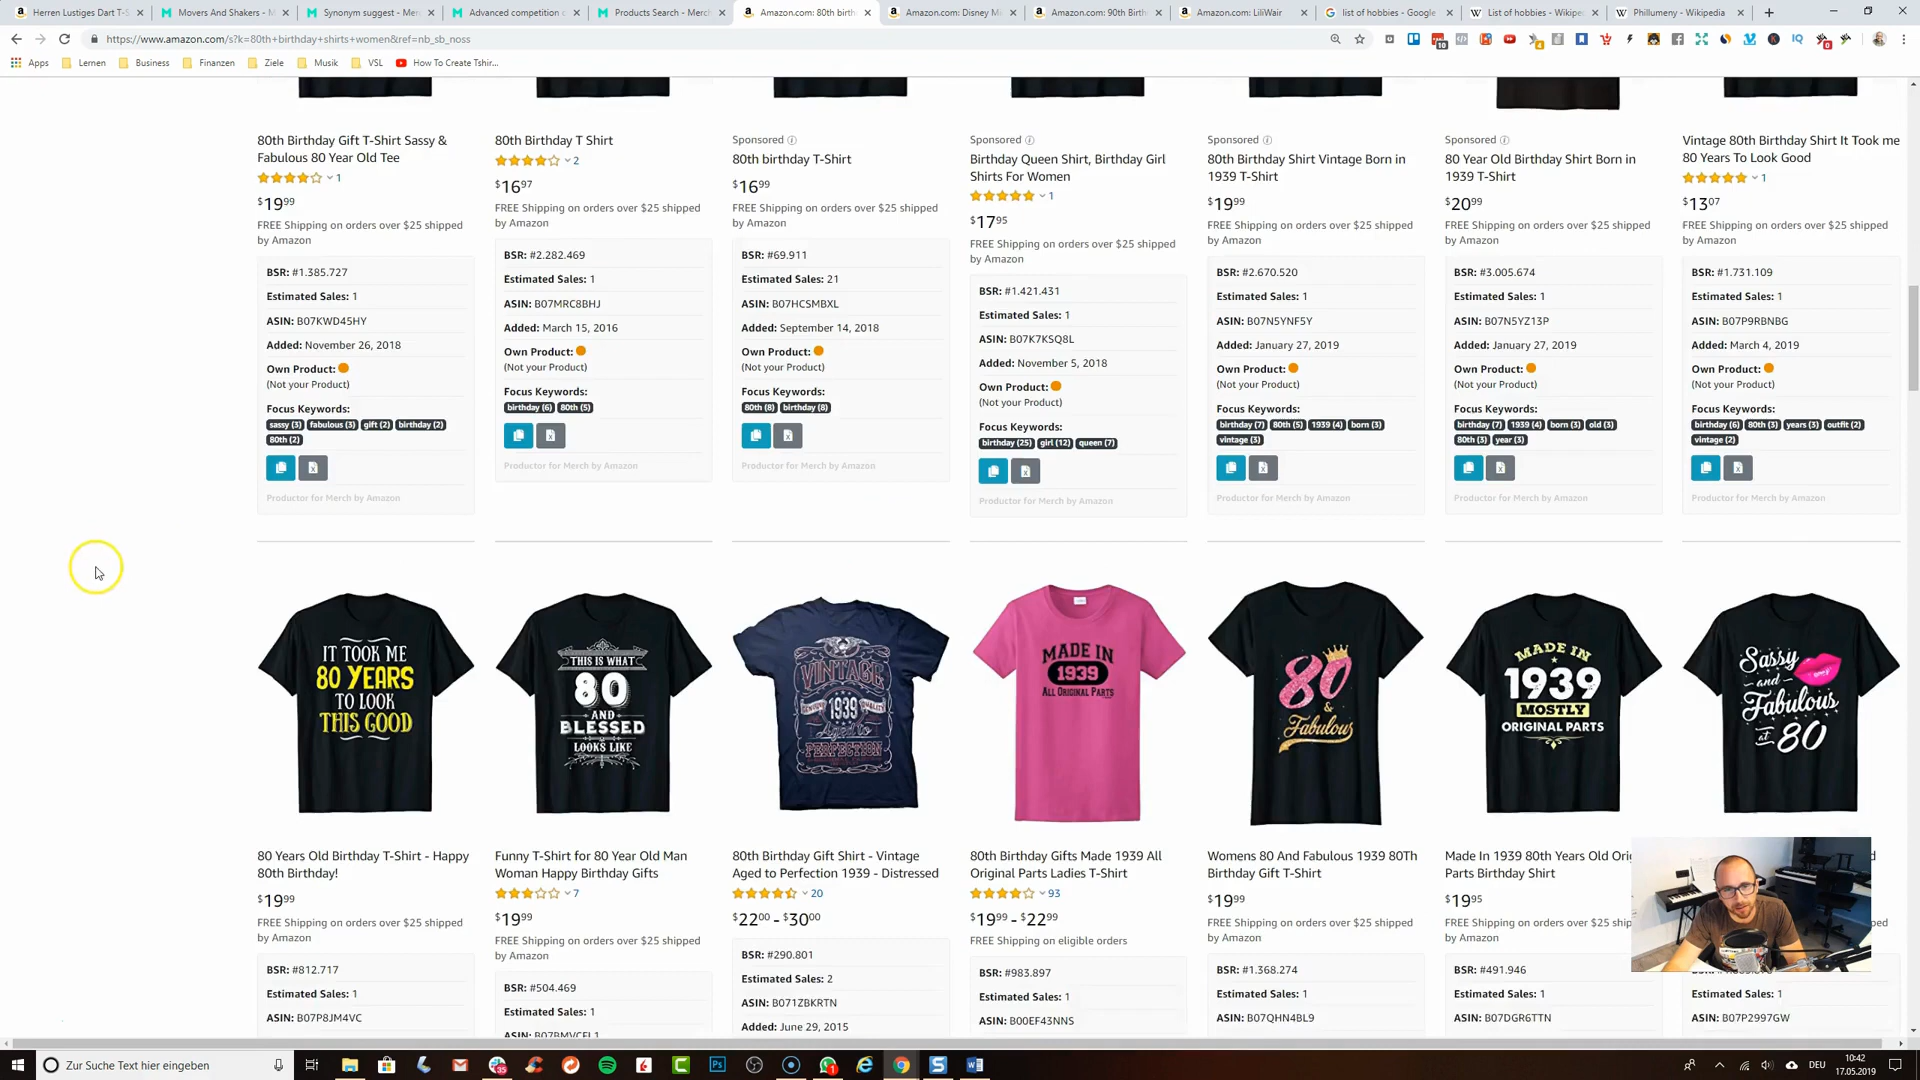 Herren Lustiges Dart T-S
Movers And Shakers - M
Synonym suggest - Mer
Advanced competition c
Products Search - Merch
Amazon.com: 80th birth
Amazon.com: Disney Mi
Amazon.com: 90th Birth
Amazon.com: LiliWair
list of hobbies - Google
List of hobbies - Wikipe
Phillumeny - Wikipedia
https://www.amazon.com/s?k=80th+birthday+shirts+women&ref=nb_sb_noss
Apps
Lernen
Business
Finanzen
Ziele
Musik
VSL
How To Create Tshir...
80th Birthday Gift T-Shirt Sassy &
Fabulous 80 Year Old Tee
1
$19 99
FREE Shipping on orders over $25 shipped
by Amazon
BSR: #1.385.727
Estimated Sales: 1
ASIN: B07KWD45HY
Added: November 26, 2018
Own Product:
(Not your Product)
Focus Keywords:
sassy (3) fabulous (3) gift (2) birthday (2)
80th (2)
Productor for Merch by Amazon
80th Birthday T Shirt
2
$16 97
FREE Shipping on orders over $25 shipped
by Amazon
BSR: #2.282.469
Estimated Sales: 1
ASIN: B07MRC8BHJ
Added: March 15, 2016
Own Product:
(Not your Product)
Focus Keywords:
birthday (6) 80th (5)
Productor for Merch by Amazon
Sponsored
80th birthday T-Shirt
$16 99
FREE Shipping on orders over $25 shipped
by Amazon
BSR: #69.911
Estimated Sales: 21
ASIN: B07HCSMBXL
Added: September 14, 2018
Own Product:
(Not your Product)
Focus Keywords:
80th (8) birthday (8)
Productor for Merch by Amazon
Sponsored
Birthday Queen Shirt, Birthday Girl
Shirts For Women
1
$17 95
FREE Shipping on orders over $25 shipped
by Amazon
BSR: #1.421.431
Estimated Sales: 1
ASIN: B07K7KSQ8L
Added: November 5, 2018
Own Product:
(Not your Product)
Focus Keywords:
birthday (25) girl (12) queen (7)
Productor for Merch by Amazon
Sponsored
80th Birthday Shirt Vintage Born in
1939 T-Shirt
$19 99
FREE Shipping on orders over $25 shipped
by Amazon
BSR: #2.670.520
Estimated Sales: 1
ASIN: B07N5YNF5Y
Added: January 27, 2019
Own Product:
(Not your Product)
Focus Keywords:
birthday (7) 80th (5) 1939 (4) born (3)
vintage (3)
Productor for Merch by Amazon
Sponsored
80 Year Old Birthday Shirt Born in
1939 T-Shirt
$20 99
FREE Shipping on orders over $25 shipped
by Amazon
BSR: #3.005.674
Estimated Sales: 1
ASIN: B07N5YZ13P
Added: January 27, 2019
Own Product:
(Not your Product)
Focus Keywords:
birthday (7) 1939 (4) born (3) old (3)
80th (3) year (3)
Productor for Merch by Amazon
Vintage 80th Birthday Shirt It Took me
80 Years To Look Good
1
$13 07
FREE Shipping on orders over $25 shipped
by Amazon
BSR: #1.731.109
Estimated Sales: 1
ASIN: B07P9RBNBG
Added: March 4, 2019
Own Product:
(Not your Product)
Focus Keywords:
birthday (6) 80th (3) years (3) outfit (2)
vintage (2)
Productor for Merch by Amazon
IT TOOK ME
80 YEARS
TO LOOK
THIS GOOD
THIS IS WHAT
80
AND
BLESSED
LOOKS LIKE
VINTAGE
GENUINE 1939 QUALITY
Aged to
PERFECTION
MADE IN
1939
ALL ORIGINAL PARTS
80
&
Fabulous
MADE IN
1939
MOSTLY
ORIGINAL PARTS
Sassy
and
Fabulous
at 80
80 Years Old Birthday T-Shirt - Happy
80th Birthday!
$19 99
FREE Shipping on orders over $25 shipped
by Amazon
BSR: #812.717
Estimated Sales: 1
ASIN: B07P8JM4VC
Funny T-Shirt for 80 Year Old Man
Woman Happy Birthday Gifts
7
$19 99
FREE Shipping on orders over $25 shipped
by Amazon
BSR: #504.469
Estimated Sales: 1
80th Birthday Gift Shirt - Vintage
Aged to Perfection 1939 - Distressed
20
$22 00 - $30 00
BSR: #290.801
Estimated Sales: 2
ASIN: B071ZBKRTN
Added: June 29, 2015
80th Birthday Gifts Made 1939 All
Original Parts Ladies T-Shirt
93
$19 99 - $22 99
FREE Shipping on eligible orders
BSR: #983.897
Estimated Sales: 1
ASIN: B00EF43NNS
Womens 80 And Fabulous 1939 80Th
Birthday Gift T-Shirt
$19 99
FREE Shipping on orders over $25 shipped
by Amazon
BSR: #1.368.274
Estimated Sales: 1
ASIN: B07QHN4BL9
Made In 1939 80th Years Old Ori
Parts Birthday Shirt
$19 95
FREE Shipping on orders over $25 shipped
by Amazon
BSR: #491.946
Estimated Sales: 1
ASIN: B07DGR6TTN
Estimated Sales: 1
ASIN: B07P2997GW
Zur Suche Text hier eingeben
DEU
10:42
17.05.2019